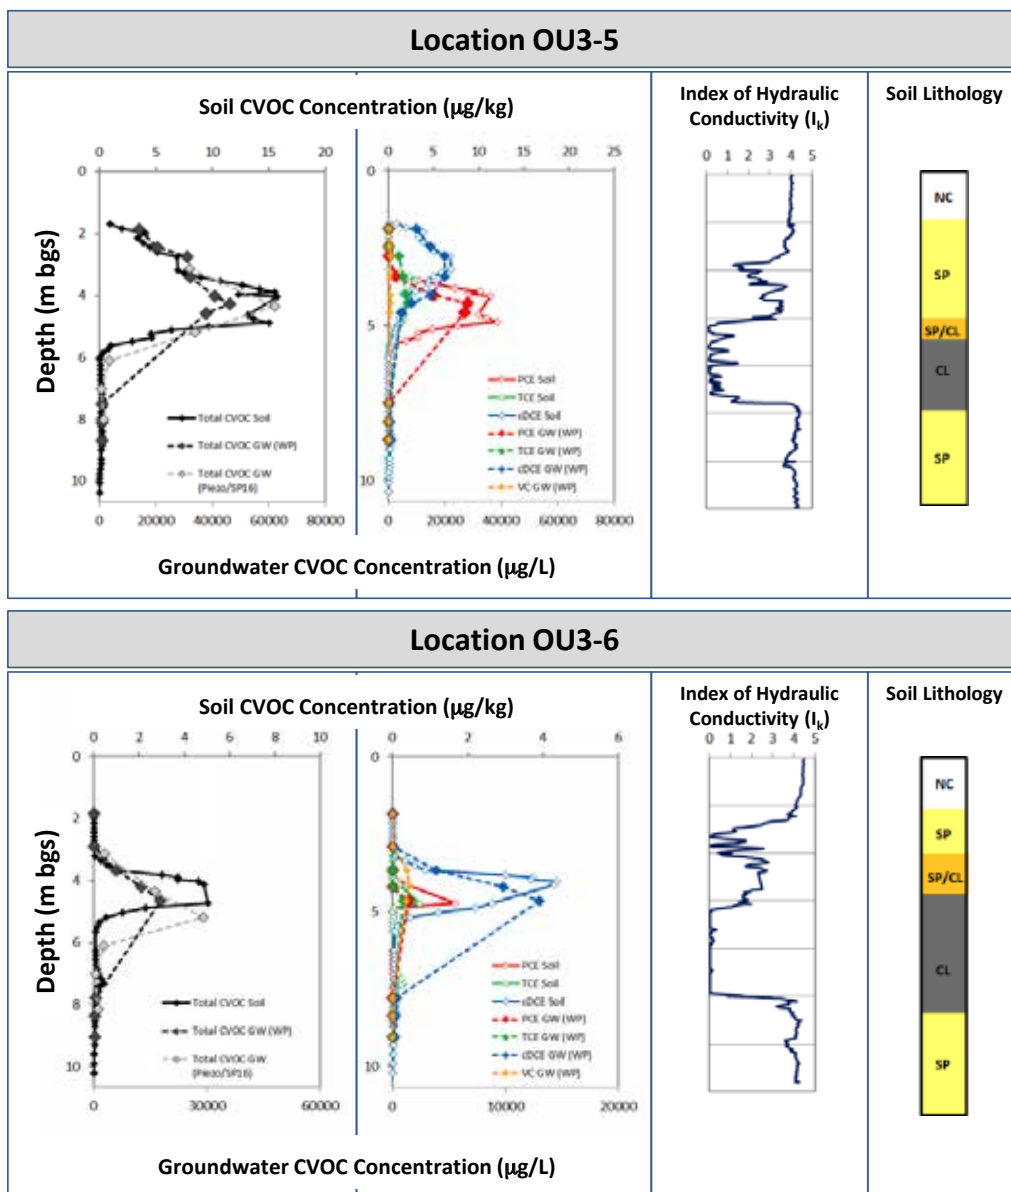 Location OU3-5
Soil CVOC Concentration (µg/kg)
0 5 10 15 20
0 5 10 15 20 25
Index of Hydraulic
Conductivity (Ik)
0 1 2 3 4 5
Soil Lithology
Depth (m bgs)
0
2
4
6
8
10
Total CVOC Soil
Total CVOC GW (WP)
Total CVOC GW
(Piezo/SP16)
0 20000 40000 60000 80000
0
5
10
PCE Soil
TCE Soil
cDCE Soil
PCE GW (WP)
TCE GW (WP)
cDCE GW (WP)
VC GW (WP)
0 20000 40000 60000 80000
NC
SP
SP/CL
CL
SP
Groundwater CVOC Concentration (µg/L)
Location OU3-6
Soil CVOC Concentration (µg/kg)
0 2 4 6 8 10
0 2 4 6
Index of Hydraulic
Conductivity (Ik)
0 1 2 3 4 5
Soil Lithology
Depth (m bgs)
0
2
4
6
8
10
Total CVOC Soil
Total CVOC GW (WP)
Total CVOC GW
(Piezo/SP16)
0 30000 60000
0
5
10
PCE Soil
TCE Soil
cDCE Soil
PCE GW (WP)
TCE GW (WP)
cDCE GW (WP)
VC GW (WP)
0 10000 20000
NC
SP
SP/CL
CL
SP
Groundwater CVOC Concentration (µg/L)